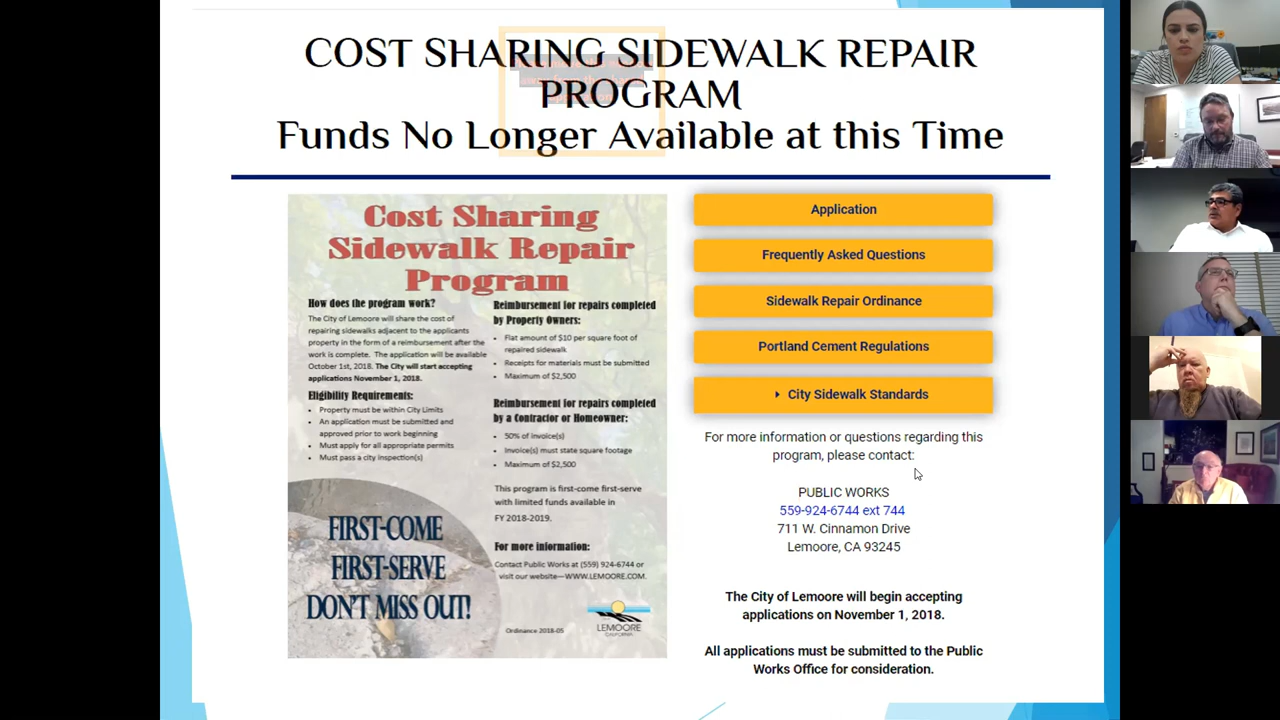 COST SHARING SIDEWALK REPAIR
PROGRAM
Funds No Longer Available at this Time
Cost Sharing
Sidewalk Repair
Program
How does the program work?
The City of Lemoore will share the cost of
repairing sidewalks adjacent to the applicants
property in the form of a reimbursement after the
work is complete. The application will be available
October 1st, 2018. The City will start accepting
applications November 1, 2018.
Eligibility Requirements:
• Property must be within City Limits
• An application must be submitted and
approved prior to work beginning
• Must apply for all appropriate permits
• Must pass a city inspection(s)
FIRST-COME
FIRST-SERVE
DON'T MISS OUT!
Reimbursement for repairs completed
by Property Owners:
• Flat amount of $10 per square foot of
repaired sidewalk
• Receipts for materials must be submitted
• Maximum of $2,500
Reimbursement for repairs completed
by a Contractor or Homeowner:
• 50% of Invoice(s)
• Invoice(s) must state square footage
• Maximum of $2,500
This program is first-come first-serve
with limited funds available in
FY 2018-2019.
For more information:
Contact Public Works at (559) 924-6744 or
visit our website—WWW.LEMOORE.COM.
Ordinance 2018-05
LEMOORE
CALIFORNIA
Application
Frequently Asked Questions
Sidewalk Repair Ordinance
Portland Cement Regulations
City Sidewalk Standards
For more information or questions regarding this
program, please contact:
PUBLIC WORKS
559-924-6744 ext 744
711 W. Cinnamon Drive
Lemoore, CA 93245
The City of Lemoore will begin accepting
applications on November 1, 2018.
All applications must be submitted to the Public
Works Office for consideration.